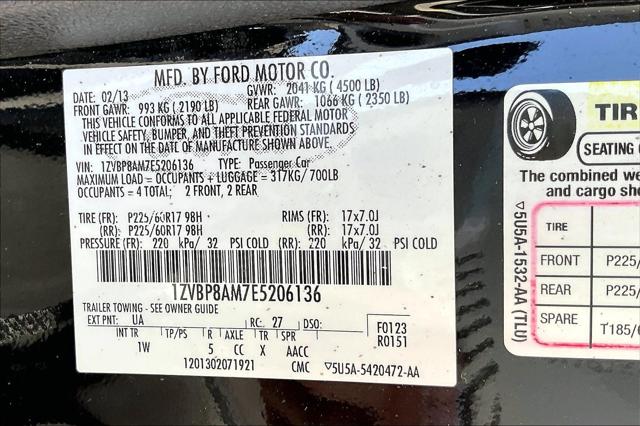 MFD. BY FORD MOTOR CO.
DATE: 02/13 GVWR: 2041 KG (4500 LB)
FRONT GAWR: 993 KG (2190 LB) REAR GAWR: 1066 KG (2350 LB)
THIS VEHICLE CONFORMS TO ALL APPLICABLE FEDERAL MOTOR
VEHICLE SAFETY, BUMPER, AND THEFT PREVENTION STANDARDS
IN EFFECT ON THE DATE OF MANUFACTURE SHOWN ABOVE.
VIN: 1ZVBP8AM7E5206136 TYPE: Passenger Car
MAXIMUM LOAD = OCCUPANTS + LUGGAGE = 317KG/700LB
OCCUPANTS = 4 TOTAL: 2 FRONT, 2 REAR
TIRE (FR): P225/60R17 98H RIMS (FR): 17x7.0J
(RR): P225/60R17 98H (RR): 17x7.0J
PRESSURE (FR): 220 kPa/ 32 PSI COLD (RR): 220 kPa/ 32 PSI COLD
1ZVBP8AM7E5206136
TRAILER TOWING - SEE OWNER GUIDE
EXT PNT: UA RC: 27 DSO: F0123
R0151
INT TR TP/PS R AXLE TR SPR
1W 5 CC X AACC
1201302071921 CMC ▽5U5A-5420472-AA
▽5U5A-1532-AA (TLU)
TIR
SEATING
The combined we
and cargo sho
TIRE
FRONT P225/
REAR P225/
SPARE T185/